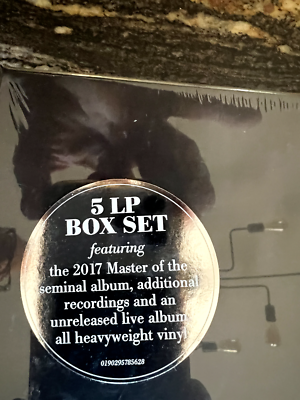 5 LP
BOX SET
featuring
the 2017 Master of the
seminal album, additional
recordings and an
unreleased live album
all heavyweight vinyl
0190295785628